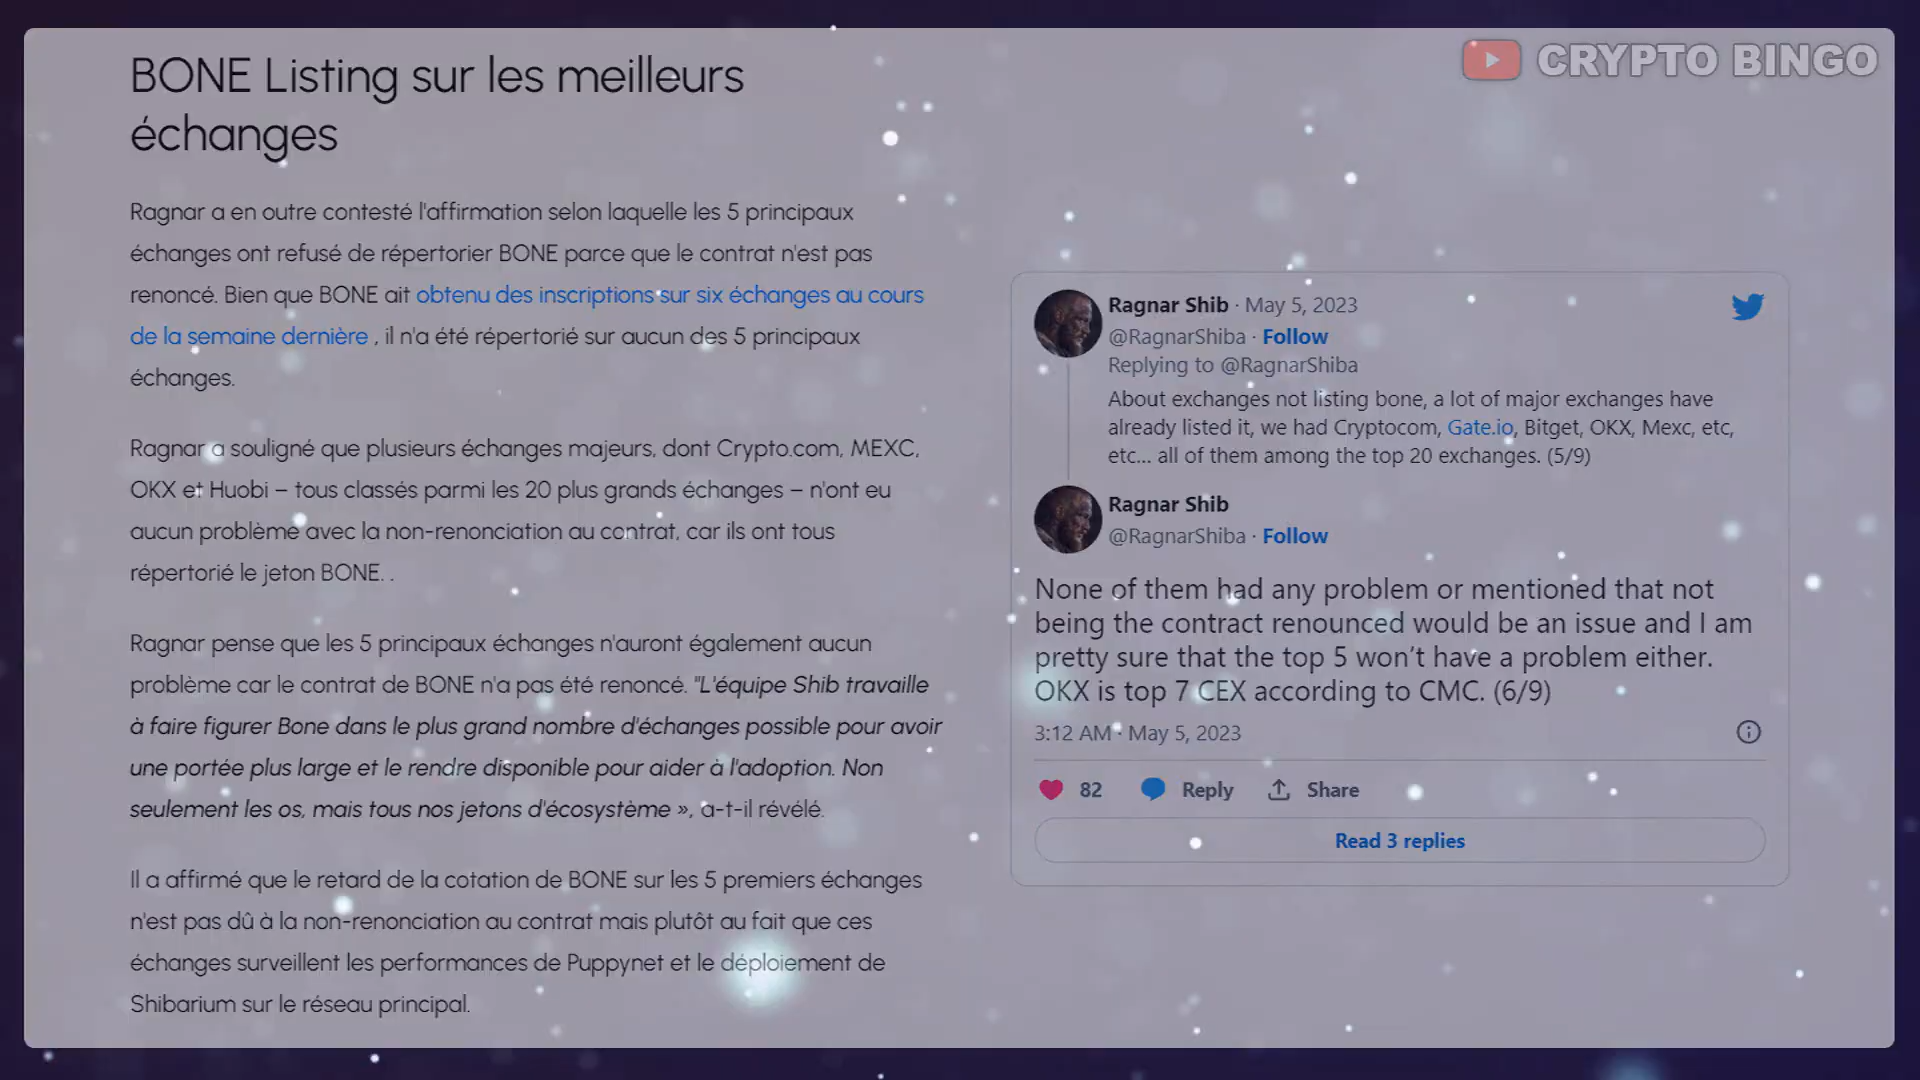 BONE Listing sur les meilleurs
échanges
Ragnar a en outre contesté l'affirmation selon laquelle les 5 principaux
échanges ont refusé de répertorier BONE parce que le contrat n'est pas
renoncé. Bien que BONE ait obtenu des inscriptions sur six échanges au cours
de la semaine dernière , il n'a été répertorié sur aucun des 5 principaux
échanges.
Ragnar a souligné que plusieurs échanges majeurs, dont Crypto.com, MEXC,
OKX et Huobi – tous classés parmi les 20 plus grands échanges – n'ont eu
aucun problème avec la non-renonciation au contrat, car ils ont tous
répertorié le jeton BONE. .
Ragnar pense que les 5 principaux échanges n'auront également aucun
problème car le contrat de BONE n'a pas été renoncé. "L'équipe Shib travaille
à faire figurer Bone dans le plus grand nombre d'échanges possible pour avoir
une portée plus large et le rendre disponible pour aider à l'adoption. Non
seulement les os, mais tous nos jetons d'écosystème », a-t-il révélé.
Il a affirmé que le retard de la cotation de BONE sur les 5 premiers échanges
n'est pas dû à la non-renonciation au contrat mais plutôt au fait que ces
échanges surveillent les performances de Puppynet et le déploiement de
Shibarium sur le réseau principal.
CRYPTO BINGO
Ragnar Shib · May 5, 2023
@RagnarShiba · Follow
Replying to @RagnarShiba
About exchanges not listing bone, a lot of major exchanges have
already listed it, we had Cryptocom, Gate.io, Bitget, OKX, Mexc, etc,
etc... all of them among the top 20 exchanges. (5/9)
Ragnar Shib
@RagnarShiba · Follow
None of them had any problem or mentioned that not
being the contract renounced would be an issue and I am
pretty sure that the top 5 won't have a problem either.
OKX is top 7 CEX according to CMC. (6/9)
3:12 AM · May 5, 2023
82 Reply Share
Read 3 replies